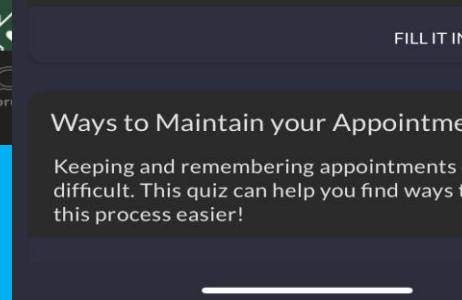 FILL IT IN
Ways to Maintain your Appointme
Keeping and remembering appointments
difficult. This quiz can help you find ways t
this process easier!